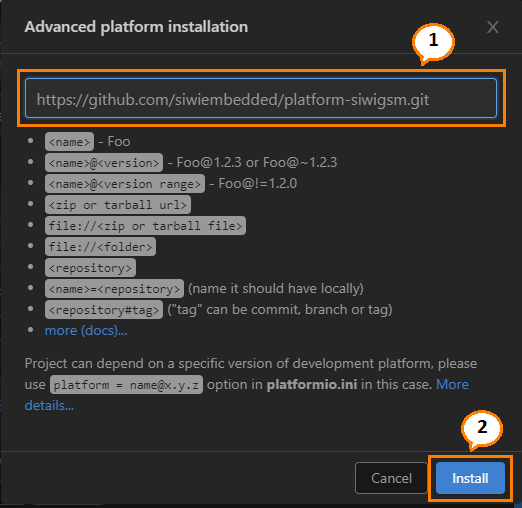 Advanced platform installation
1
https://github.com/siwiembedded/platform-siwigsm.git
<name> - Foo
<name>@<version> - Foo@1.2.3 or Foo@~1.2.3
<name>@<version range> - Foo@!=1.2.0
<zip or tarball url>
file://<zip or tarball file>
file://<folder>
<repository>
<name>=<repository> (name it should have locally)
<repository#tag> ("tag" can be commit, branch or tag)
more (docs)...
Project can depend on a specific version of development platform, please
use platform = name@x.y.z option in platformio.ini in this case. More
details...
2
Cancel
Install